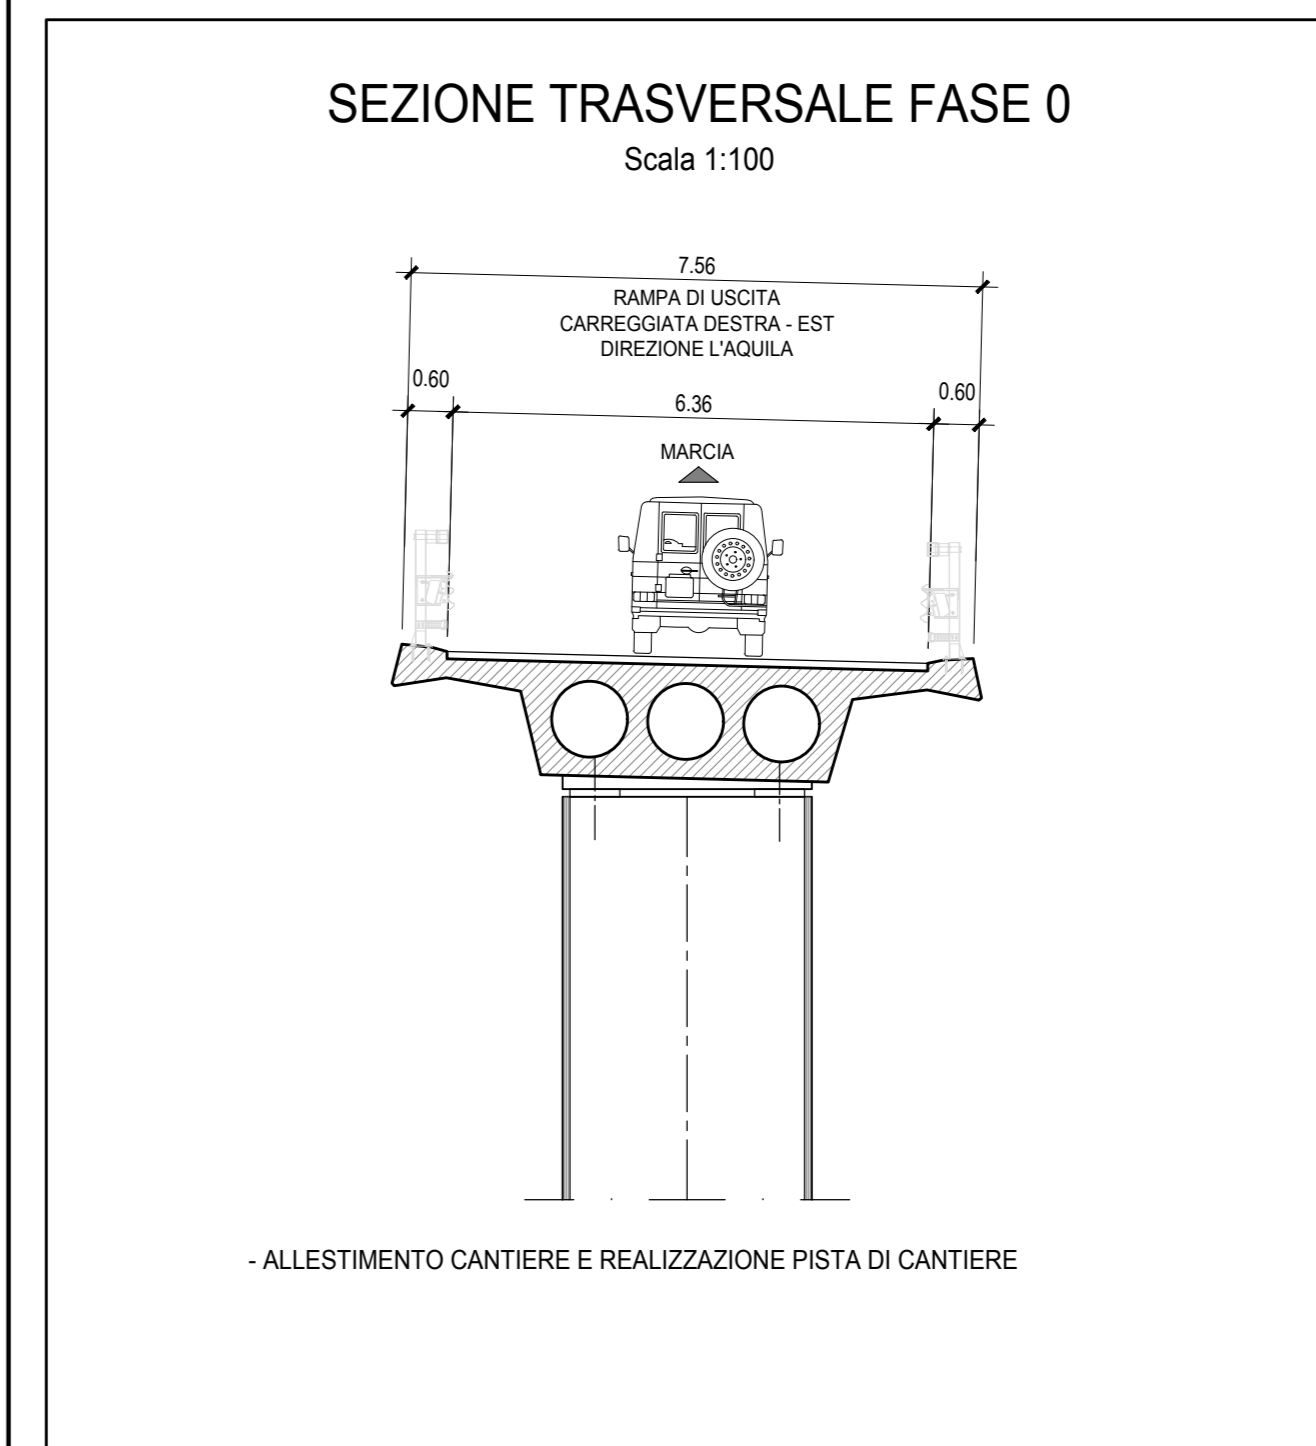 SEZIONE TRASVERSALE FASE 0
Scala 1:100
7.56
RAMPA DI USCITA
CARREGGIATA DESTRA - EST
DIREZIONE L'AQUILA
0.60
6.36
0.60
MARCIA
- ALLESTIMENTO CANTIERE E REALIZZAZIONE PISTA DI CANTIERE